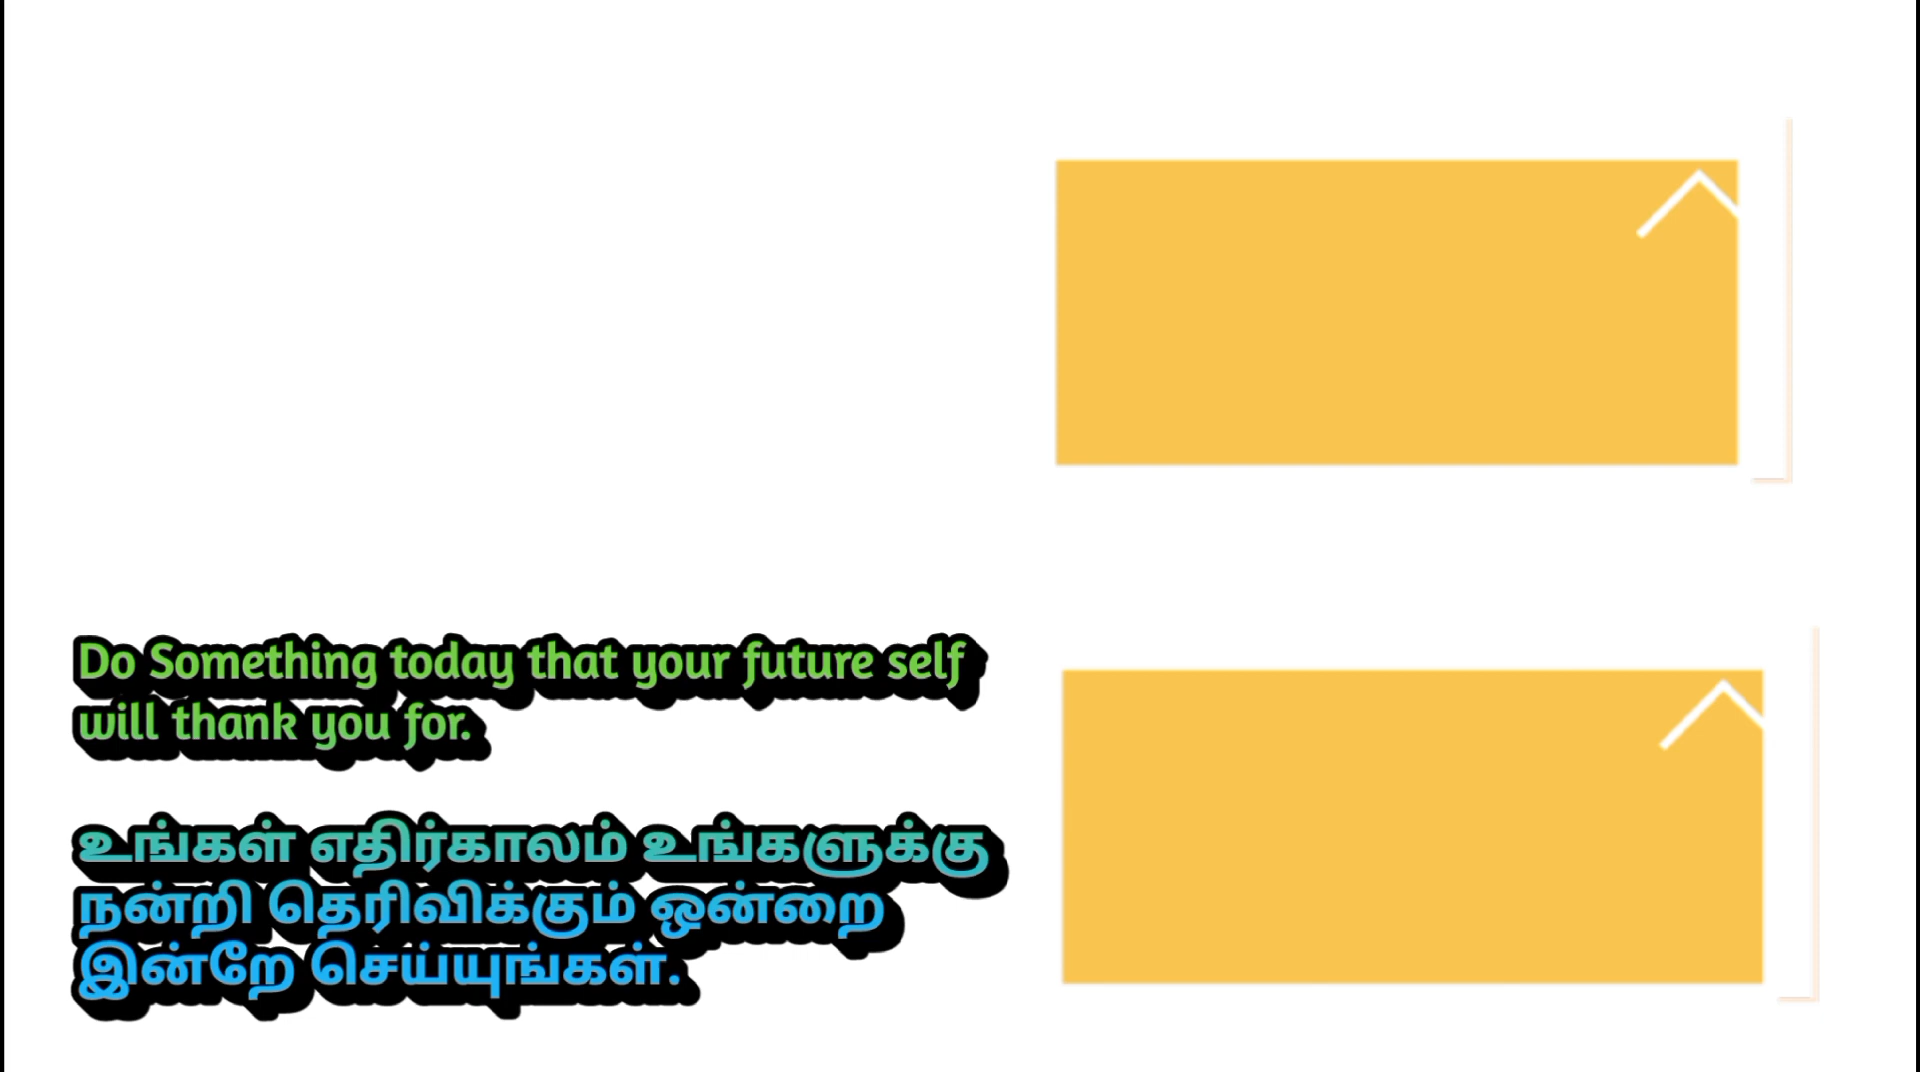 Do Something today that your future self
will thank you for.
உங்கள் எதிர்காலம் உங்களுக்கு
நன்றி தெரிவிக்கும் ஒன்றை
இன்றே செய்யுங்கள்.